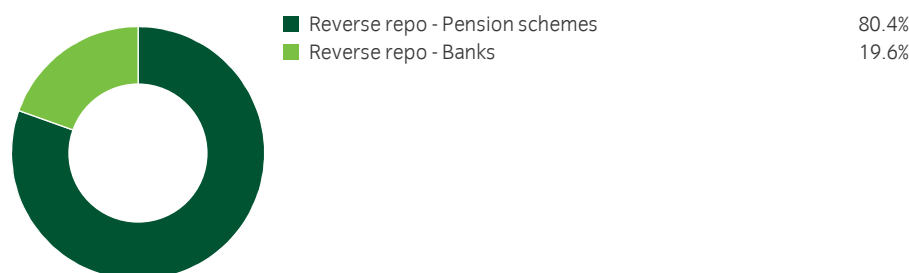 Reverse repo - Pension schemes 80.4%
Reverse repo - Banks 19.6%